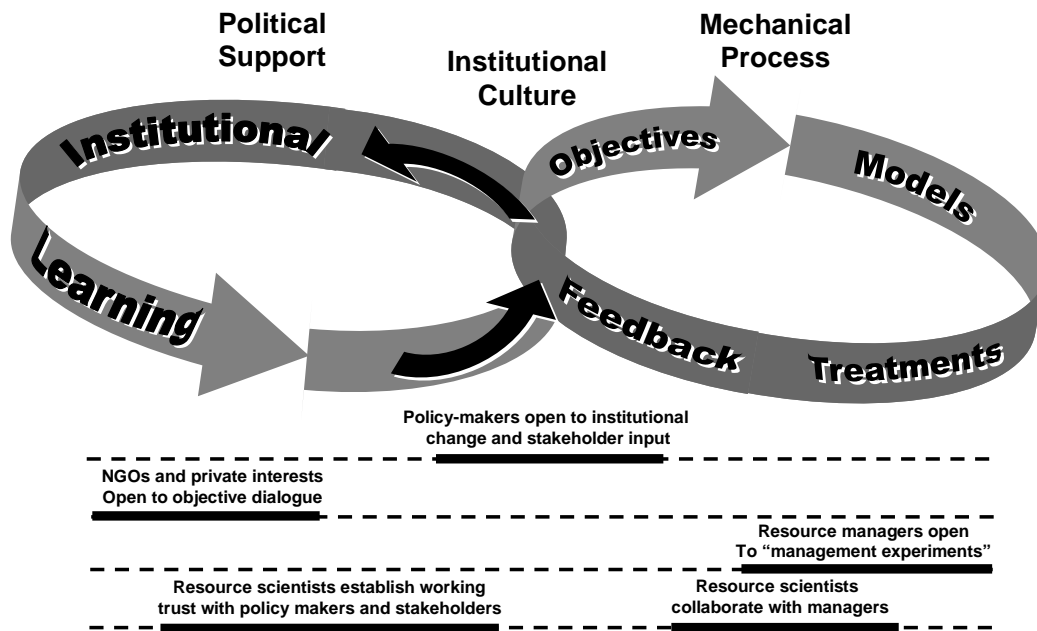 Political
Support
Institutional
Culture
Mechanical
Process
Institutional
Learning
Objectives
Models
Treatments
Feedback
Policy-makers open to institutional
change and stakeholder input
NGOs and private interests
Open to objective dialogue
Resource managers open
To “management experiments”
Resource scientists establish working
trust with policy makers and stakeholders
Resource scientists
collaborate with managers